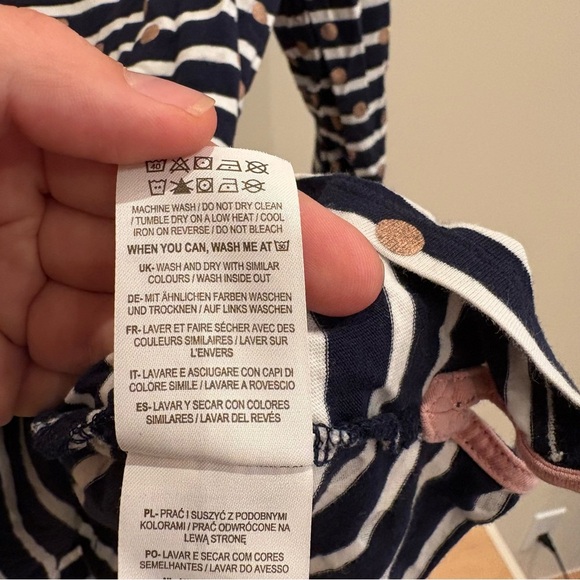 40
MACHINE WASH / DO NOT DRY CLEAN
/ TUMBLE DRY ON A LOW HEAT / COOL
IRON ON REVERSE / DO NOT BLEACH
WHEN YOU CAN, WASH ME AT
UK- WASH AND DRY WITH SIMILAR
COLOURS / WASH INSIDE OUT
DE- MIT ÄHNLICHEN FARBEN WASCHEN
UND TROCKNEN / AUF LINKS WASCHEN
FR- LAVER ET FAIRE SÉCHER AVEC DES
COULEURS SIMILAIRES / LAVER SUR
L'ENVERS
IT- LAVARE E ASCIUGARE CON CAPI DI
COLORE SIMILE / LAVARE A ROVESCIO
ES- LAVAR Y SECAR CON COLORES
SIMILARES / LAVAR DEL REVÉS
PL- PRAĆ I SUSZYĆ Z PODOBNYMI
KOLORAMI / PRAĆ ODWRÓCONE NA
LEWĄ STRONĘ
PO- LAVAR E SECAR COM CORES
SEMELHANTES / LAVAR DO AVESSO